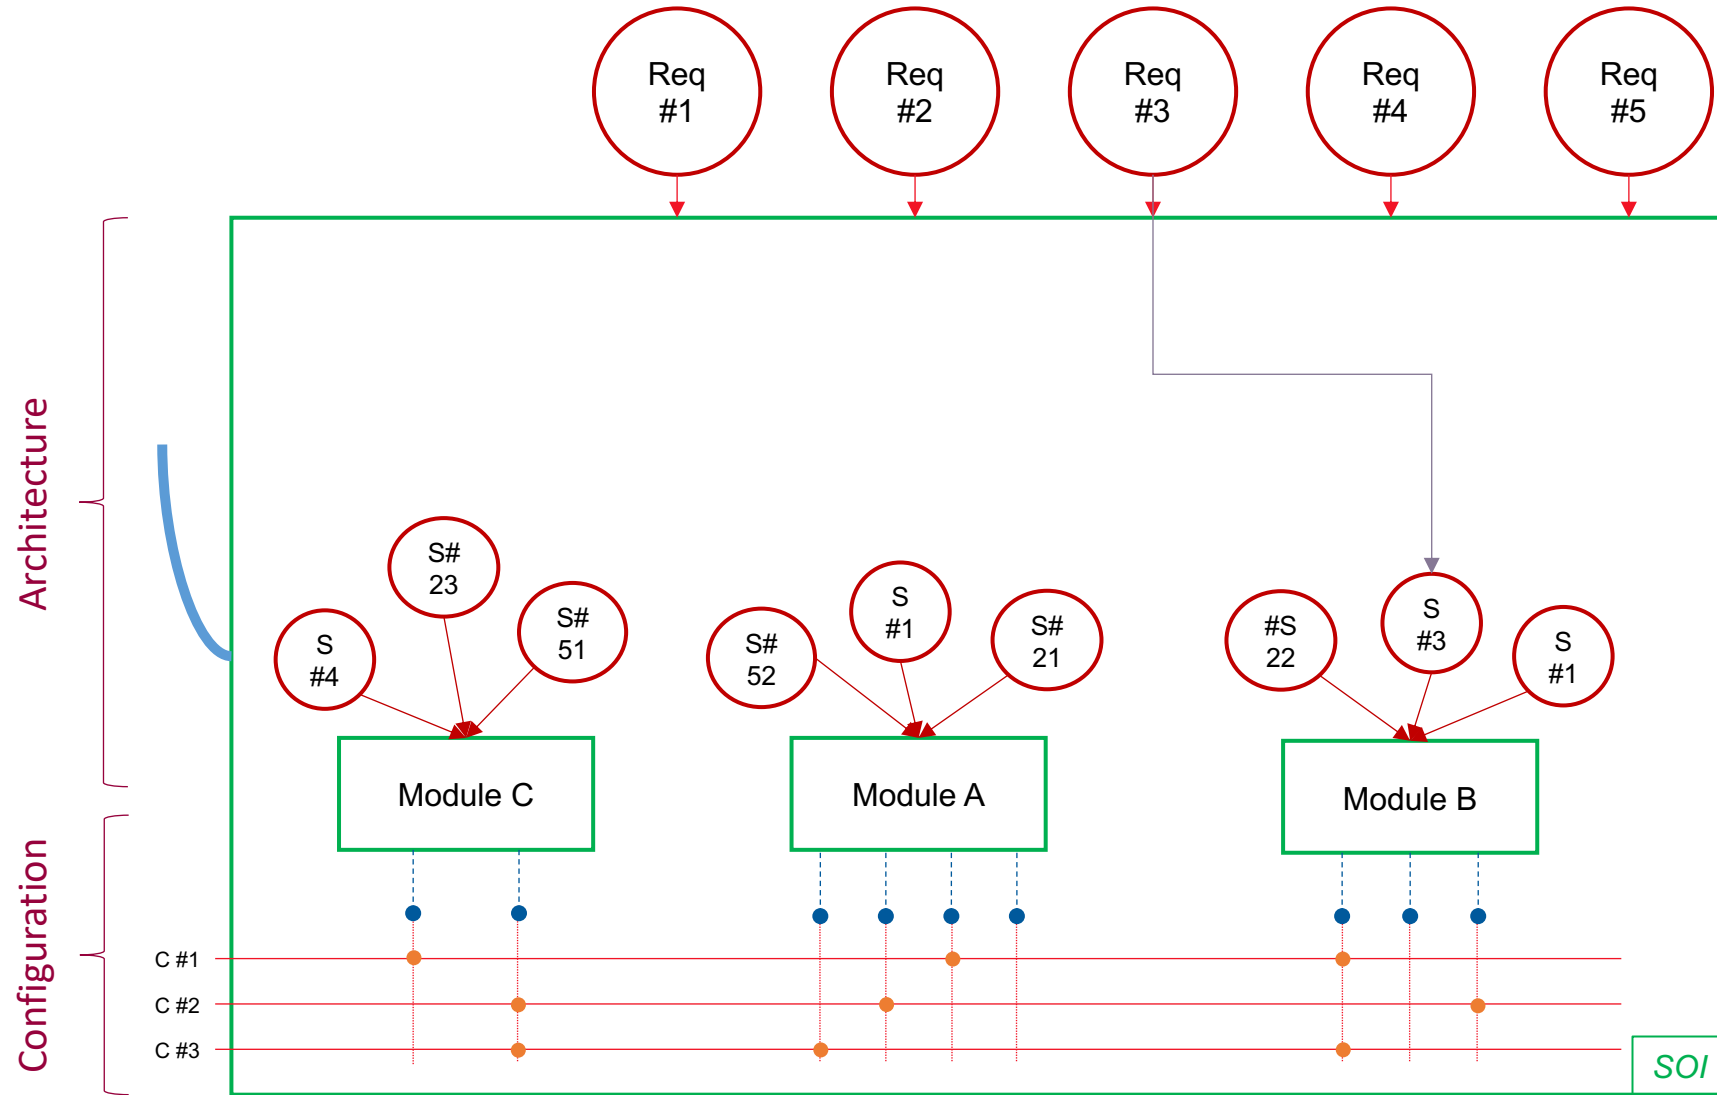 Req
#1
Req
#2
Req
#3
Req
#4
Req
#5
Architecture
S#
23
S
#4
S#
51
S#
52
S
#1
S#
21
#S
22
S
#3
S
#1
Module C
Module A
Module B
Configuration
C #1
C #2
C #3
SOI